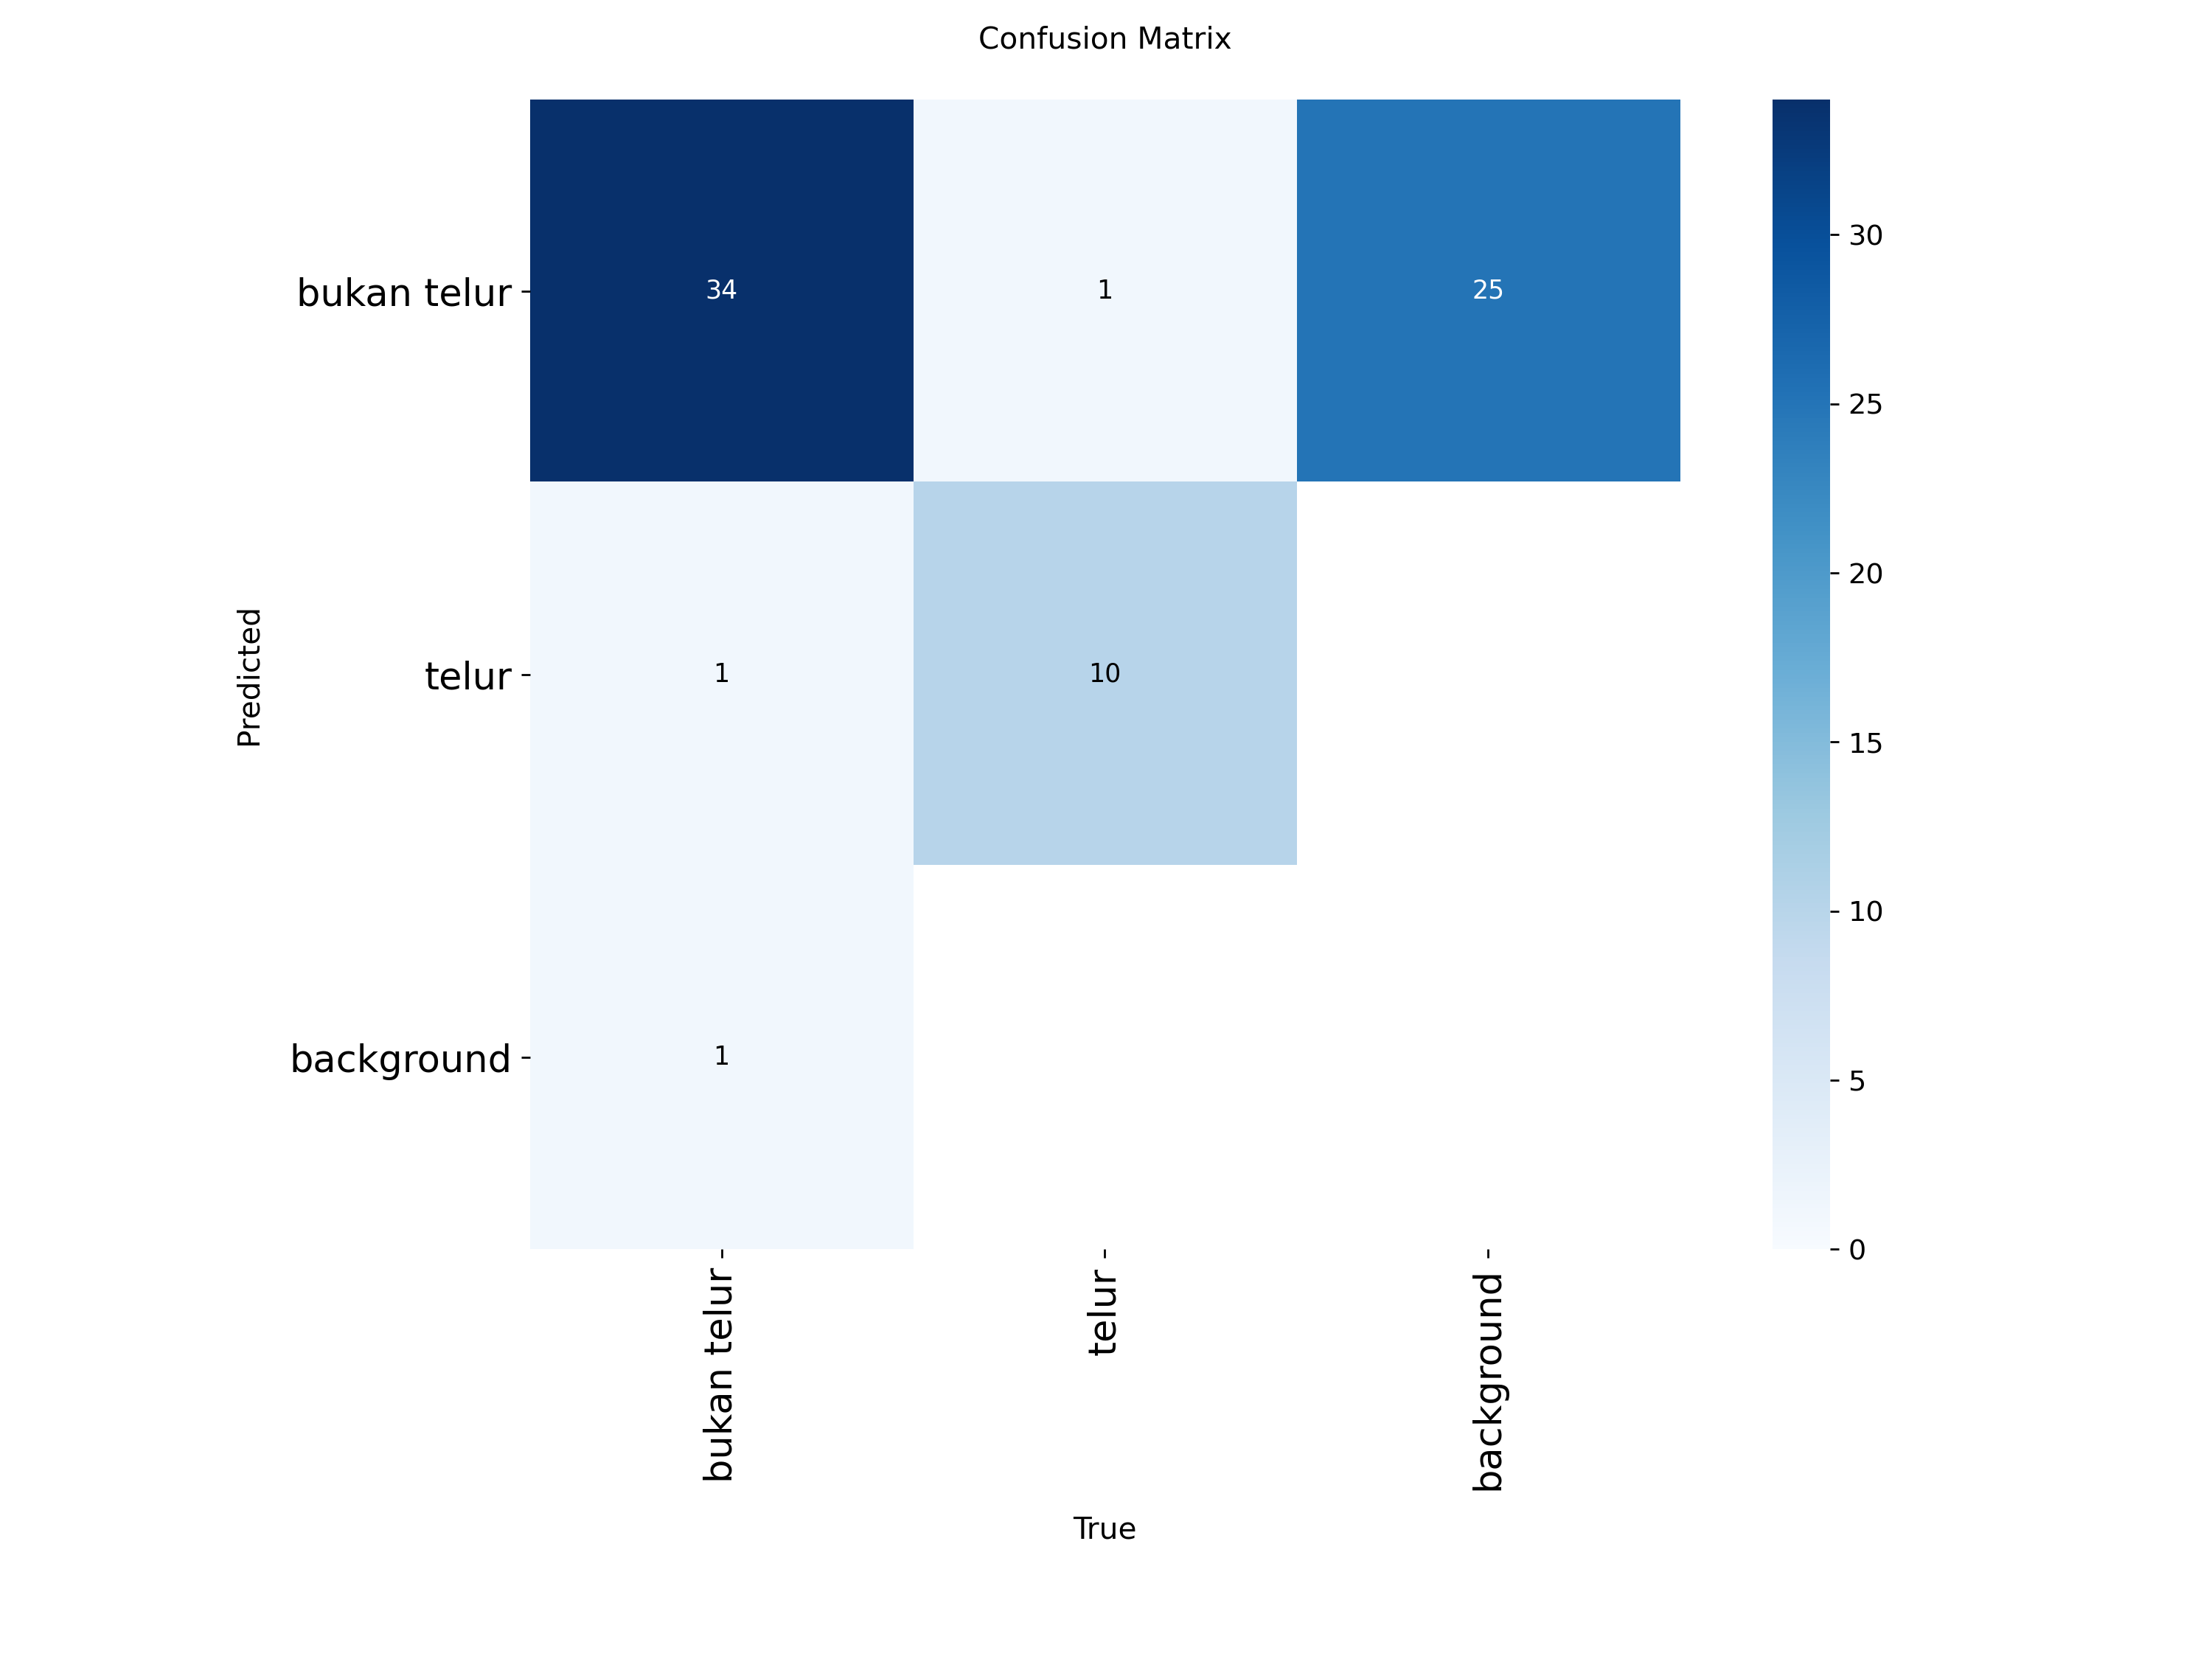 Confusion Matrix
bukan telur
34
1
25
30
25
20
15
10
5
0
Predicted
telur
1
10
background
1
bukan telur
telur
background
True